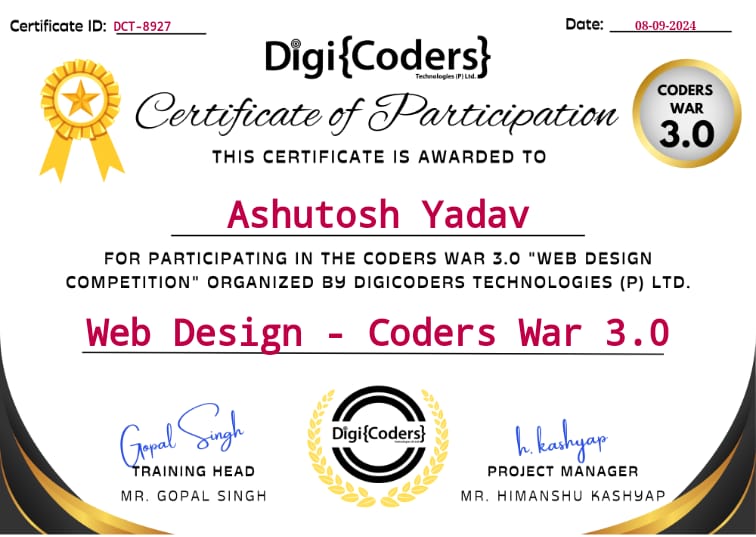 Certificate ID: DCT-8927
Date: 08-09-2024
Digi{Coders}
Technologies (P) Ltd.
Certificate of Participation
CODERS
WAR
3.0
THIS CERTIFICATE IS AWARDED TO
Ashutosh Yadav
FOR PARTICIPATING IN THE CODERS WAR 3.0 "WEB DESIGN
COMPETITION" ORGANIZED BY DIGICODERS TECHNOLOGIES (P) LTD.
Web Design - Coders War 3.0
Gopal Singh
TRAINING HEAD
MR. GOPAL SINGH
Digi{Coders}
h. kashyap
PROJECT MANAGER
MR. HIMANSHU KASHYAP